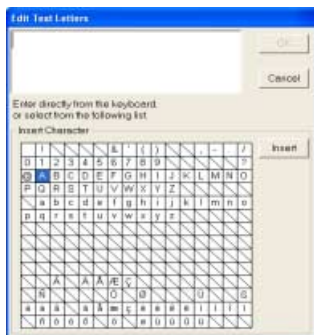 Edit Text Letters
OK
Cancel
Enter directly from the keyboard,
or select from the following list
Insert Character
Insert
! & ' ( ) , - /
0 1 2 3 4 5 6 7 8 9 ?
@ A B C D E F G H I J K L M N O
P Q R S T U V W X Y Z
a b c d e f g h i j k l m n o
p q r s t u v w x y z
Ä Å Æ Ç
Ñ Ö Ø Ü